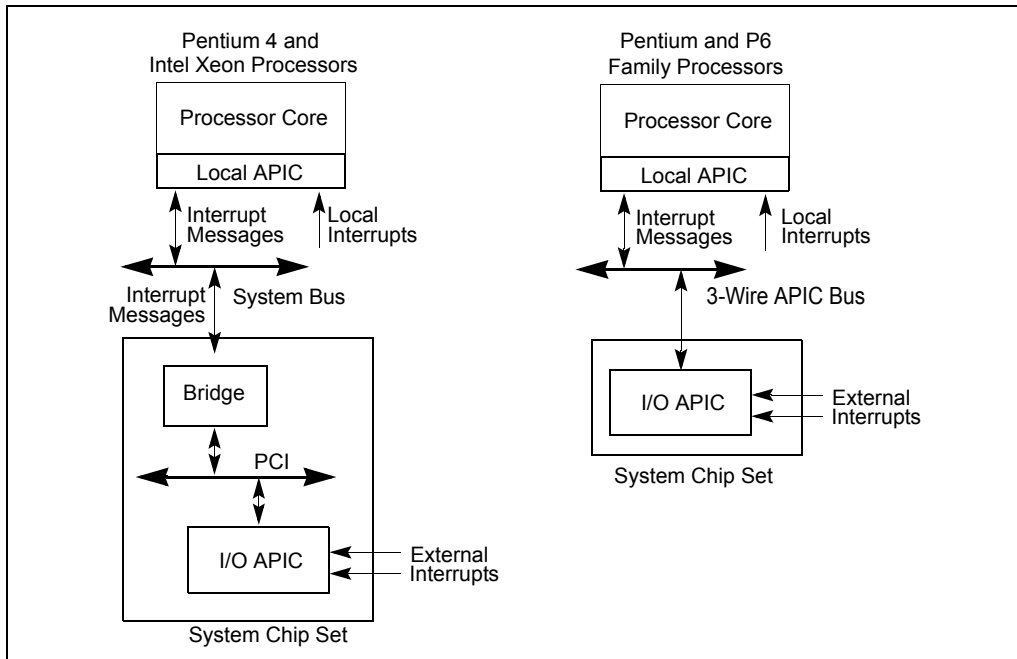 Pentium 4 and
Intel Xeon Processors
Processor Core
Local APIC
Interrupt
Messages
Local
Interrupts
System Bus
Interrupt
Messages
Bridge
PCI
I/O APIC
External
Interrupts
System Chip Set
Pentium and P6
Family Processors
Processor Core
Local APIC
Interrupt
Messages
Local
Interrupts
3-Wire APIC Bus
I/O APIC
External
Interrupts
System Chip Set